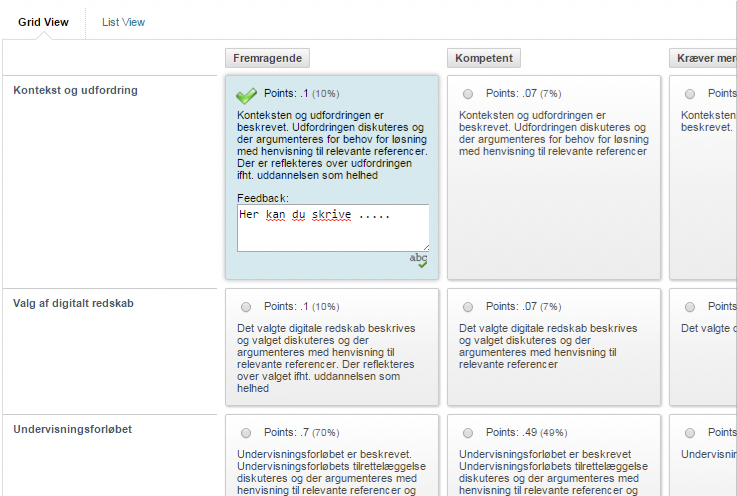 Grid View
List View
Fremragende
Kompetent
Kræver mer
Kontekst og udfordring
Points: .1 (10%)
Konteksten og udfordringen er
beskrevet. Udfordringen diskuteres og
der argumenteres for behov for løsning
med henvisning til relevante referencer.
Der er reflekteres over udfordringen
ifht. uddannelsen som helhed
Feedback:
Her kan du skrive .....
abc
Points: .07 (7%)
Konteksten og udfordringen er
beskrevet. Udfordringen diskuteres og
der argumenteres for behov for løsning
med henvisning til relevante referencer
Points
Konteksten
beskrevet.
Valg af digitalt redskab
Points: .1 (10%)
Det valgte digitale redskab beskrives
og valget diskuteres og der
argumenteres med henvisning til
relevante referencer. Der reflekteres
over valget ifht. uddannelsen som
helhed
Points: .07 (7%)
Det valgte digitale redskab beskrives
og valget diskuteres og der
argumenteres med henvisning til
relevante referencer
Points
Det valgte d
Undervisningsforløbet
Points: .7 (70%)
Undervisningsforløbet er beskrevet.
Undervisningsforløbets tilrettelæggelse
diskuteres og der argumenteres med
henvisning til relevante referencer og
Points: .49 (49%)
Undervisningsforløbet er beskrevet
Undervisningsforløbets tilrettelæggelse
diskuteres og der argumenteres med
henvisning til relevante referencer og
Points
Undervisnin